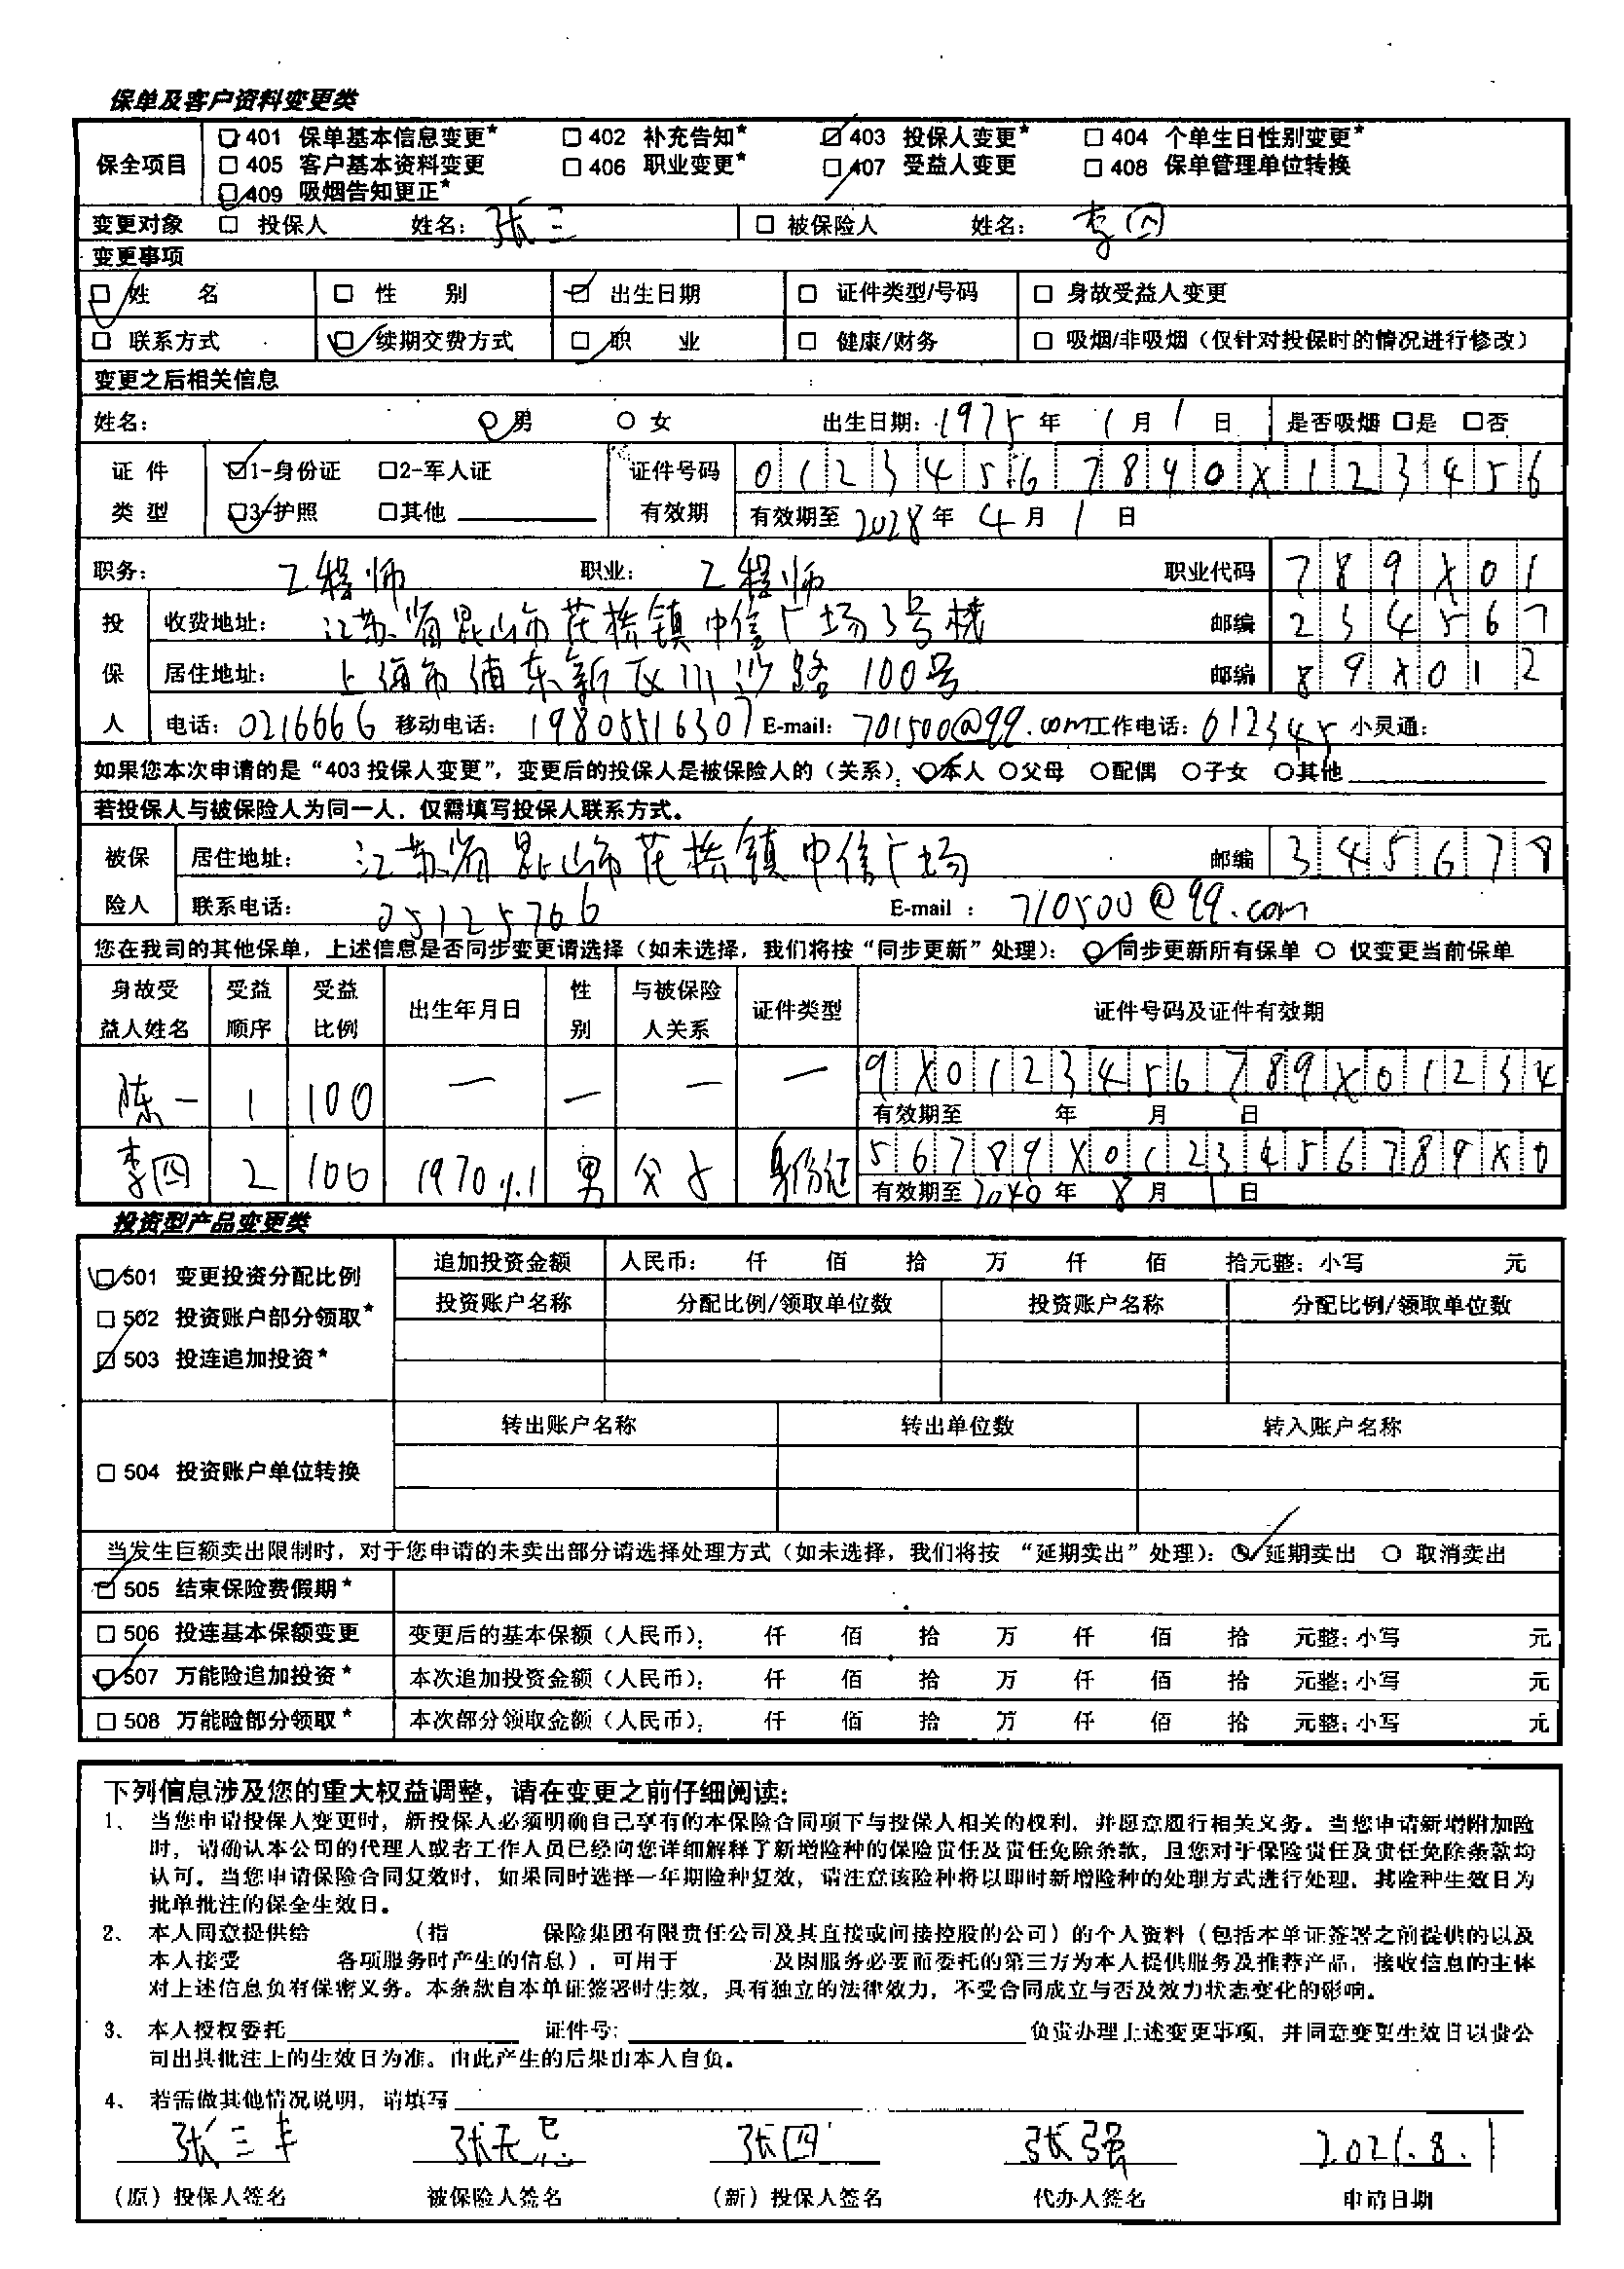 保单及客户资料变更类
保全项目 ☑ 401 保单基本信息变更* □ 402 补充告知* ☑ 403 投保人变更* □ 404 个单生日性别变更*
□ 405 客户基本资料变更 □ 406 职业变更* ☑ 407 受益人变更 □ 408 保单管理单位转换
☑ 409 吸烟告知更正*
变更对象 □ 投保人 姓名: 张三 □ 被保险人 姓名: 李四
变更事项
☑ 姓 名 □ 性 别 ☑ 出生日期 □ 证件类型/号码 □ 身故受益人变更
□ 联系方式 ☑ 续期交费方式 ☑ 职 业 □ 健康/财务 □ 吸烟/非吸烟（仅针对投保时的情况进行修改）
变更之后相关信息
姓名: ☑ 男 ○ 女 出生日期: 1975 年 1 月 1 日 是否吸烟 □是 □否
证件类型 ☑1-身份证 □2-军人证 证件号码 01234567890X123456
☑3-护照 □其他 有效期 有效期至 2028 年 4 月 1 日
职务: 工程师 职业: 工程师 职业代码 789X01
投保人 收费地址: 江苏省昆山市花桥镇中信广场3号楼 邮编 234567
居住地址: 上海市浦东新区川沙路100号 邮编 89X012
电话: 0216666 移动电话: 19805516307 E-mail: 701500@qq.com 工作电话: 012345 小灵通:
如果您本次申请的是“403 投保人变更”，变更后的投保人是被保险人的（关系）: ☑本人 ○父母 ○配偶 ○子女 ○其他
若投保人与被保险人为同一人，仅需填写投保人联系方式。
被保险人 居住地址: 江苏省昆山市花桥镇中信广场 邮编 345678
联系电话: 05125766 E-mail : 710500@qq.com
您在我司的其他保单，上述信息是否同步变更请选择（如未选择，我们将按“同步更新”处理）: ☑ 同步更新所有保单 ○ 仅变更当前保单
身故受益人姓名 受益顺序 受益比例 出生年月日 性别 与被保险人关系 证件类型 证件号码及证件有效期
陈一 1 100 — — — — 9X0123456789X01234
有效期至 年 月 日
李四 2 100 1970.1.1 男 父子 身份证 56789X0123456789X0
有效期至 2040 年 8 月 1 日
投资型产品变更类
☑ 501 变更投资分配比例 追加投资金额 人民币: 仟 佰 拾 万 仟 佰 拾元整; 小写 元
□ 502 投资账户部分领取* 投资账户名称 分配比例/领取单位数 投资账户名称 分配比例/领取单位数
☑ 503 投连追加投资*
转出账户名称 转出单位数 转入账户名称
□ 504 投资账户单位转换
当发生巨额卖出限制时，对于您申请的未卖出部分请选择处理方式（如未选择，我们将按 “延期卖出”处理）: ☑ 延期卖出 ○ 取消卖出
☑ 505 结束保险费假期*
□ 506 投连基本保额变更 变更后的基本保额（人民币）: 仟 佰 拾 万 仟 佰 拾 元整; 小写 元
☑ 507 万能险追加投资* 本次追加投资金额（人民币）: 仟 佰 拾 万 仟 佰 拾 元整; 小写 元
□ 508 万能险部分领取* 本次部分领取金额（人民币）: 仟 佰 拾 万 仟 佰 拾 元整; 小写 元
下列信息涉及您的重大权益调整，请在变更之前仔细阅读:
1、 当您申请投保人变更时，新投保人必须明确自己享有的本保险合同项下与投保人相关的权利，并愿意履行相关义务。当您申请新增附加险
时，请确认本公司的代理人或者工作人员已经向您详细解释了新增险种的保险责任及责任免除条款，且您对于保险责任及责任免除条款均
认可。当您申请保险合同复效时，如果同时选择一年期险种复效，请注意该险种将以即时新增险种的处理方式进行处理，其险种生效日为
批单批注的保全生效日。
2、 本人同意提供给 （指 保险集团有限责任公司及其直接或间接控股的公司）的个人资料（包括本单证签署之前提供的以及
本人接受 各项服务时产生的信息），可用于 及因服务必要而委托的第三方为本人提供服务及推荐产品，接收信息的主体
对上述信息负有保密义务。本条款自本单证签署时生效，具有独立的法律效力，不受合同成立与否及效力状态变化的影响。
3、 本人授权委托 证件号: 负责办理上述变更事项，并同意变更生效日以贵公
司出具批注上的生效日为准。由此产生的后果由本人自负。
4、 若需做其他情况说明，请填写
张三丰 张无忌 张四 张强 2021.8.1
（原）投保人签名 被保险人签名 （新）投保人签名 代办人签名 申请日期